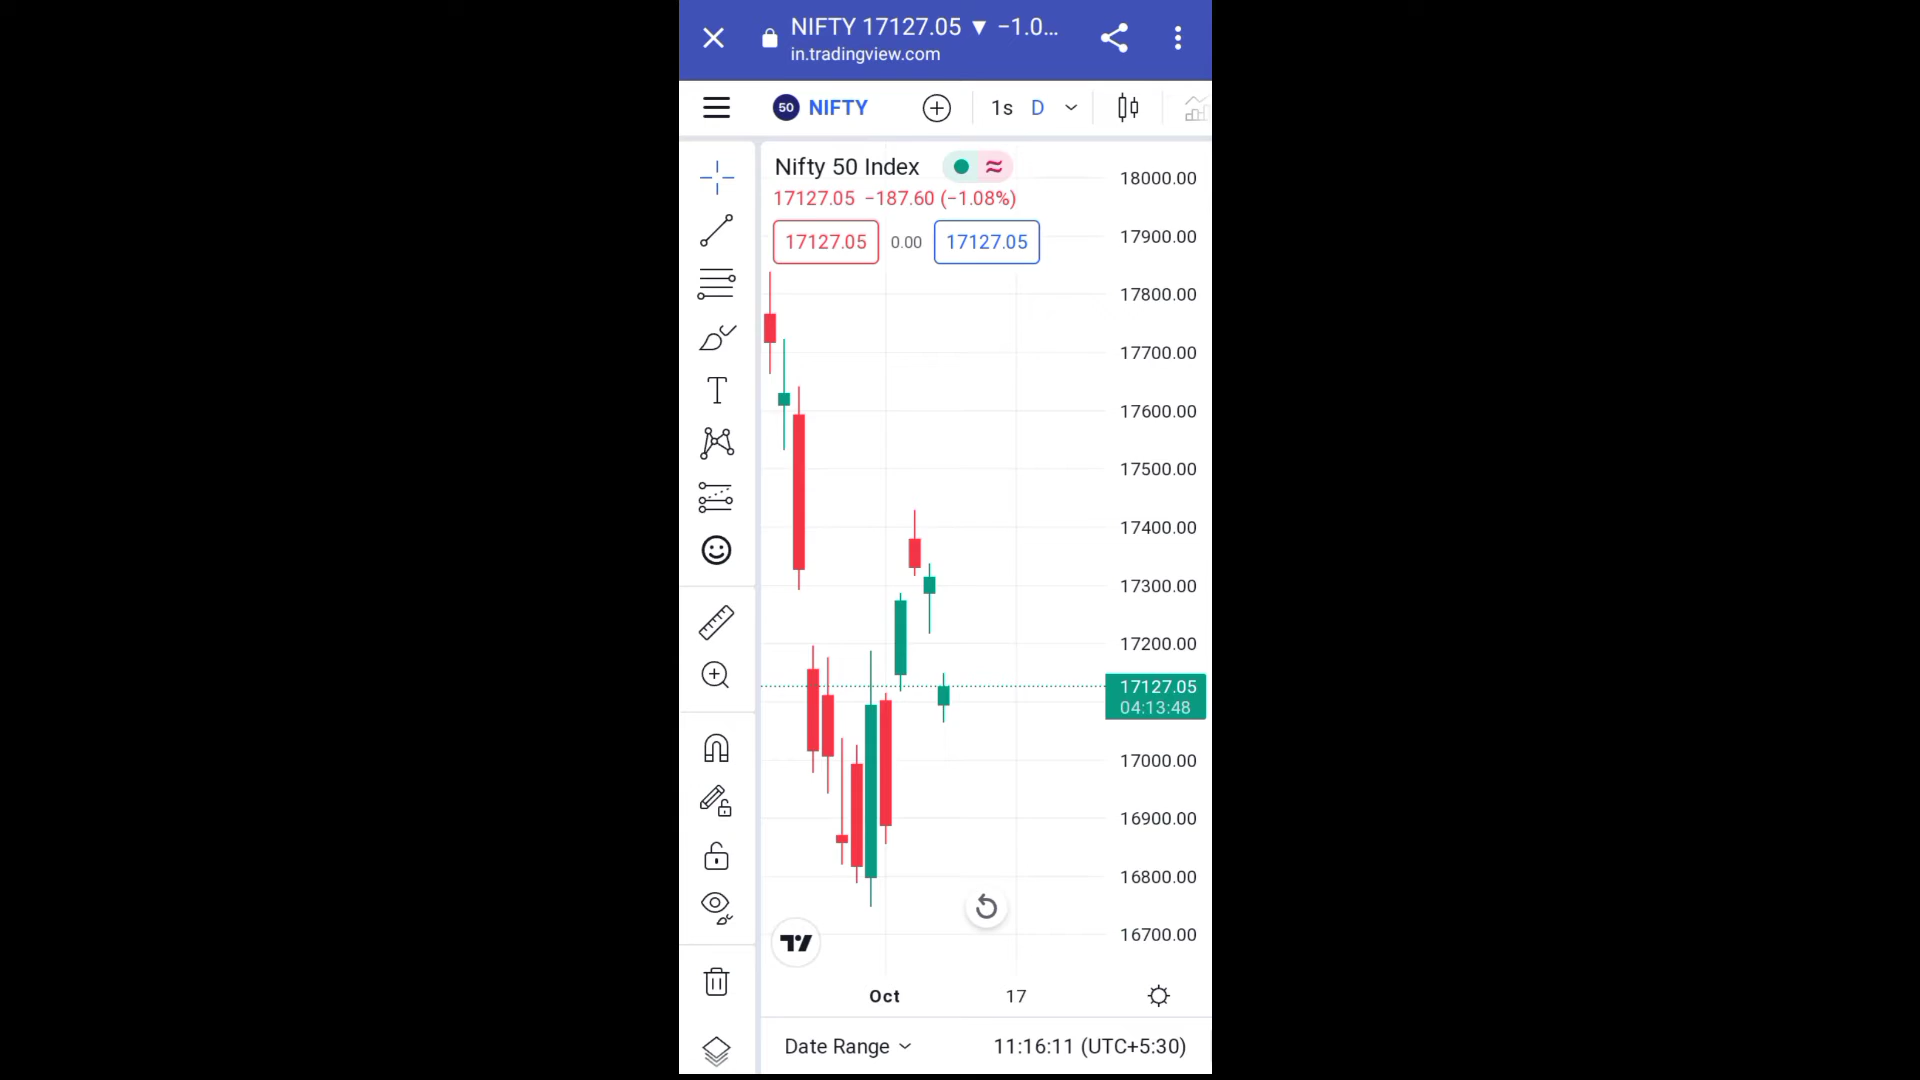 NIFTY 17127.05 ▼ −1.0...
in.tradingview.com
50 NIFTY 1s D
Nifty 50 Index
17127.05 −187.60 (−1.08%)
17127.05 0.00 17127.05
18000.00
17900.00
17800.00
17700.00
17600.00
17500.00
17400.00
17300.00
17200.00
17127.05
04:13:48
17000.00
16900.00
16800.00
16700.00
Oct 17
Date Range 11:16:11 (UTC+5:30)